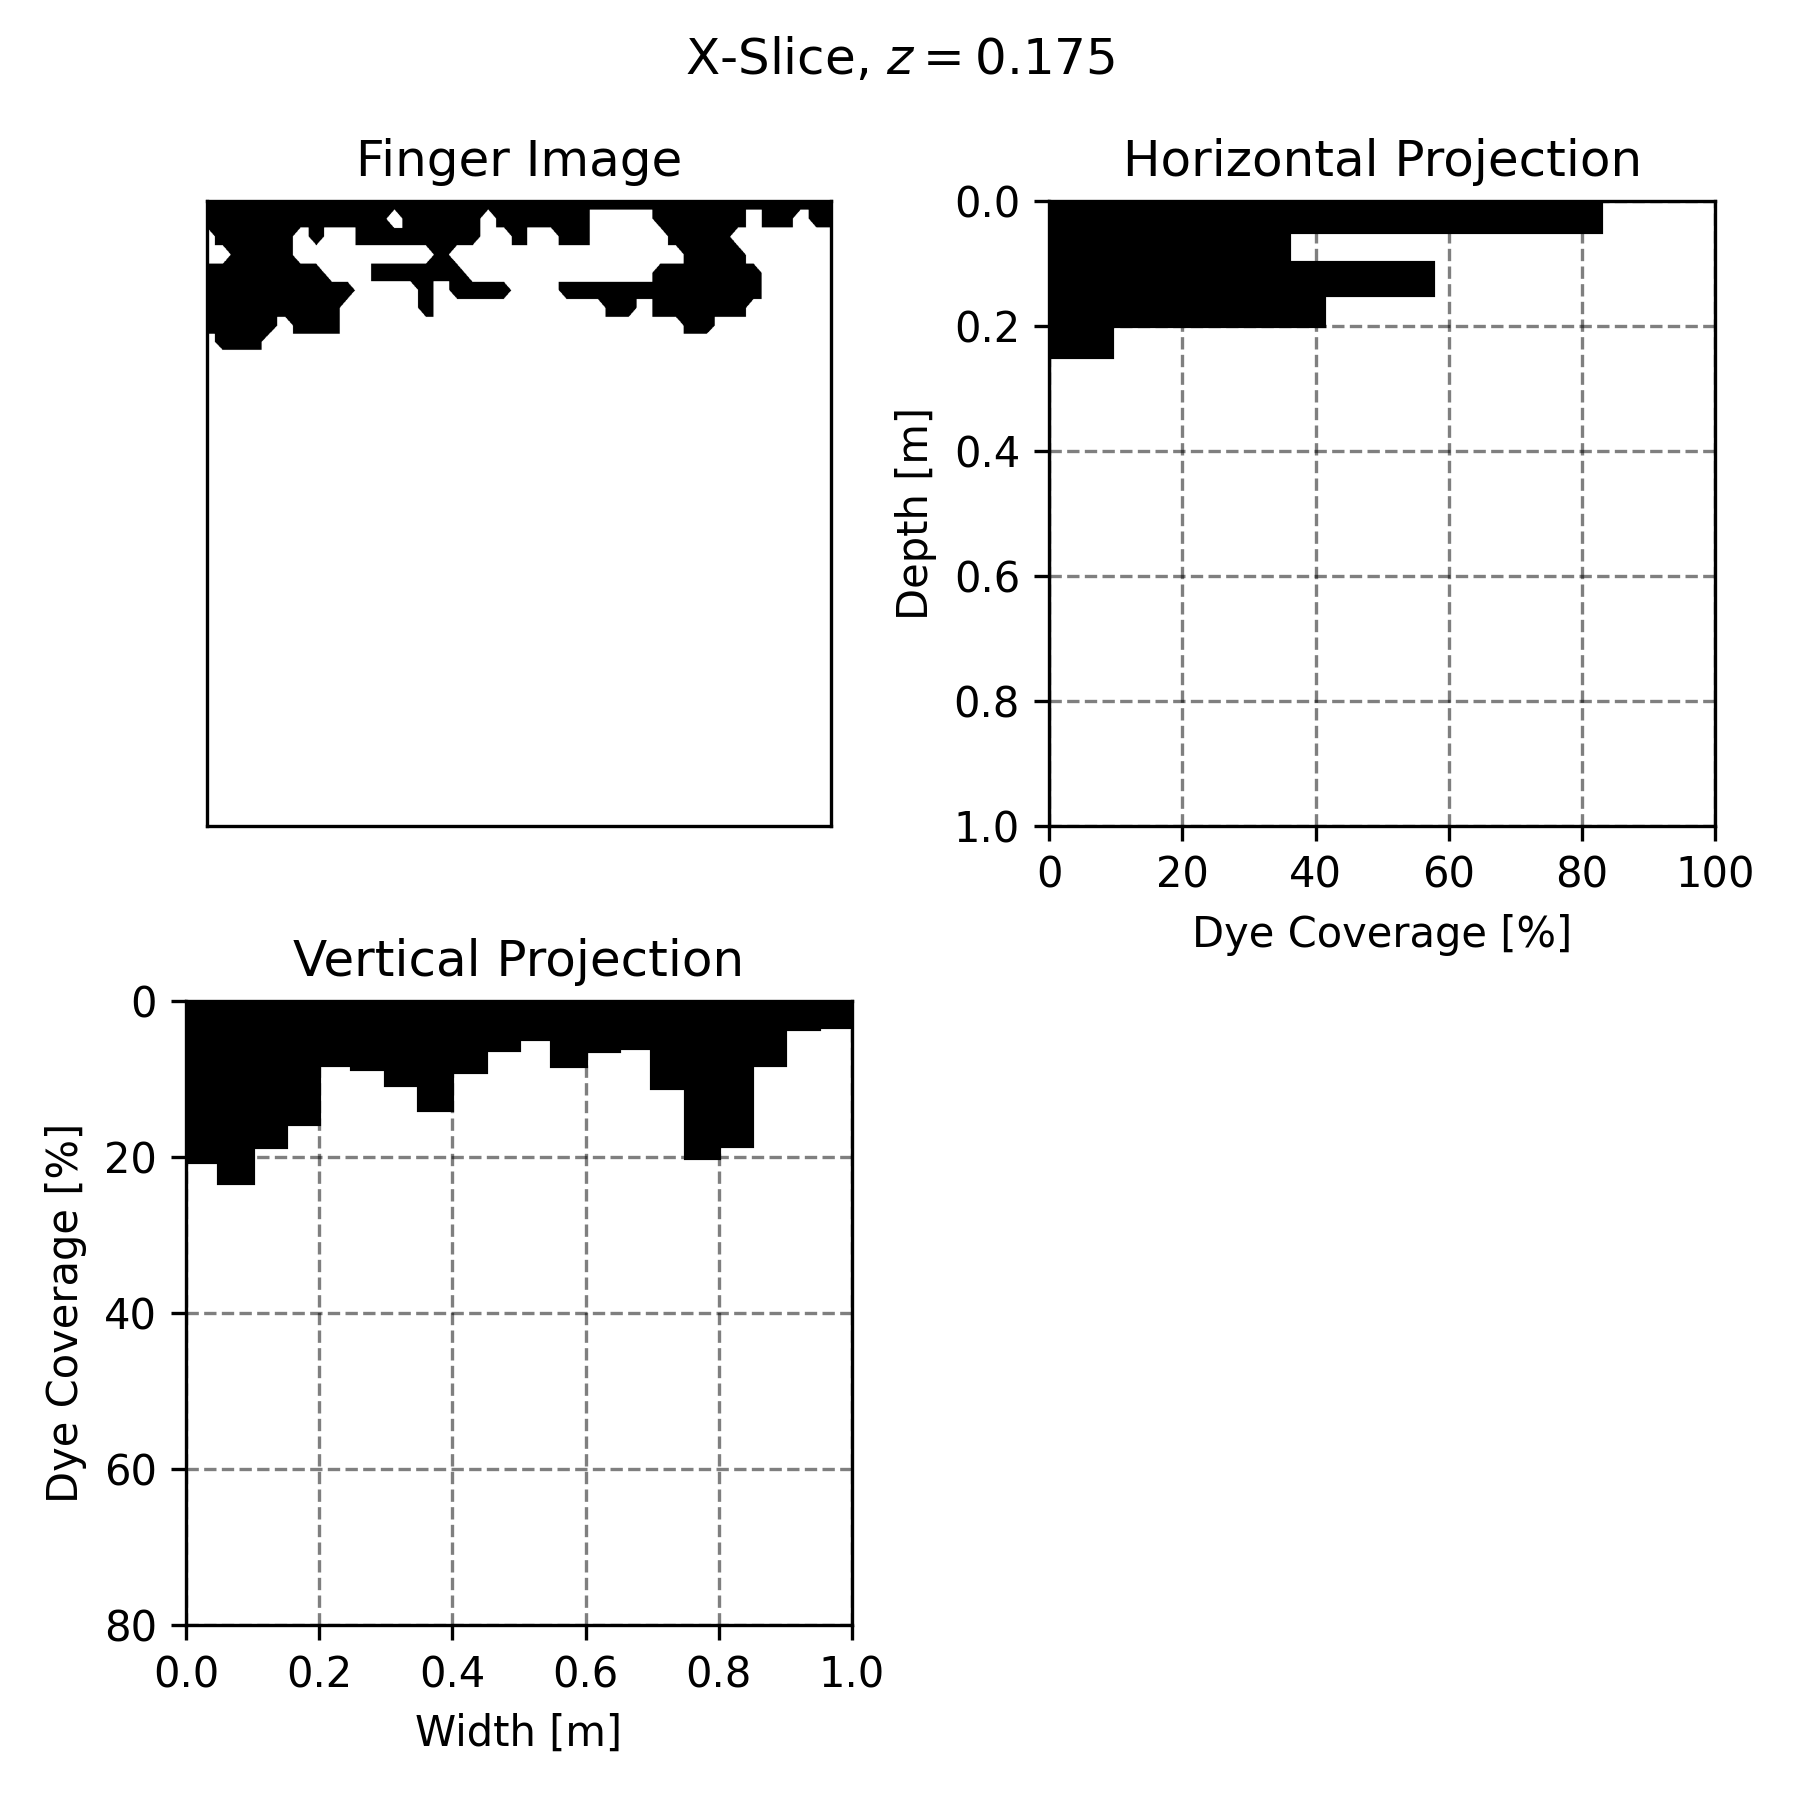 X-Slice, z = 0.175
Finger Image
Horizontal Projection
0.0
0.2
0.4
0.6
0.8
1.0
Depth [m]
0 20 40 60 80 100
Dye Coverage [%]
Vertical Projection
0
20
40
60
80
Dye Coverage [%]
0.0 0.2 0.4 0.6 0.8 1.0
Width [m]